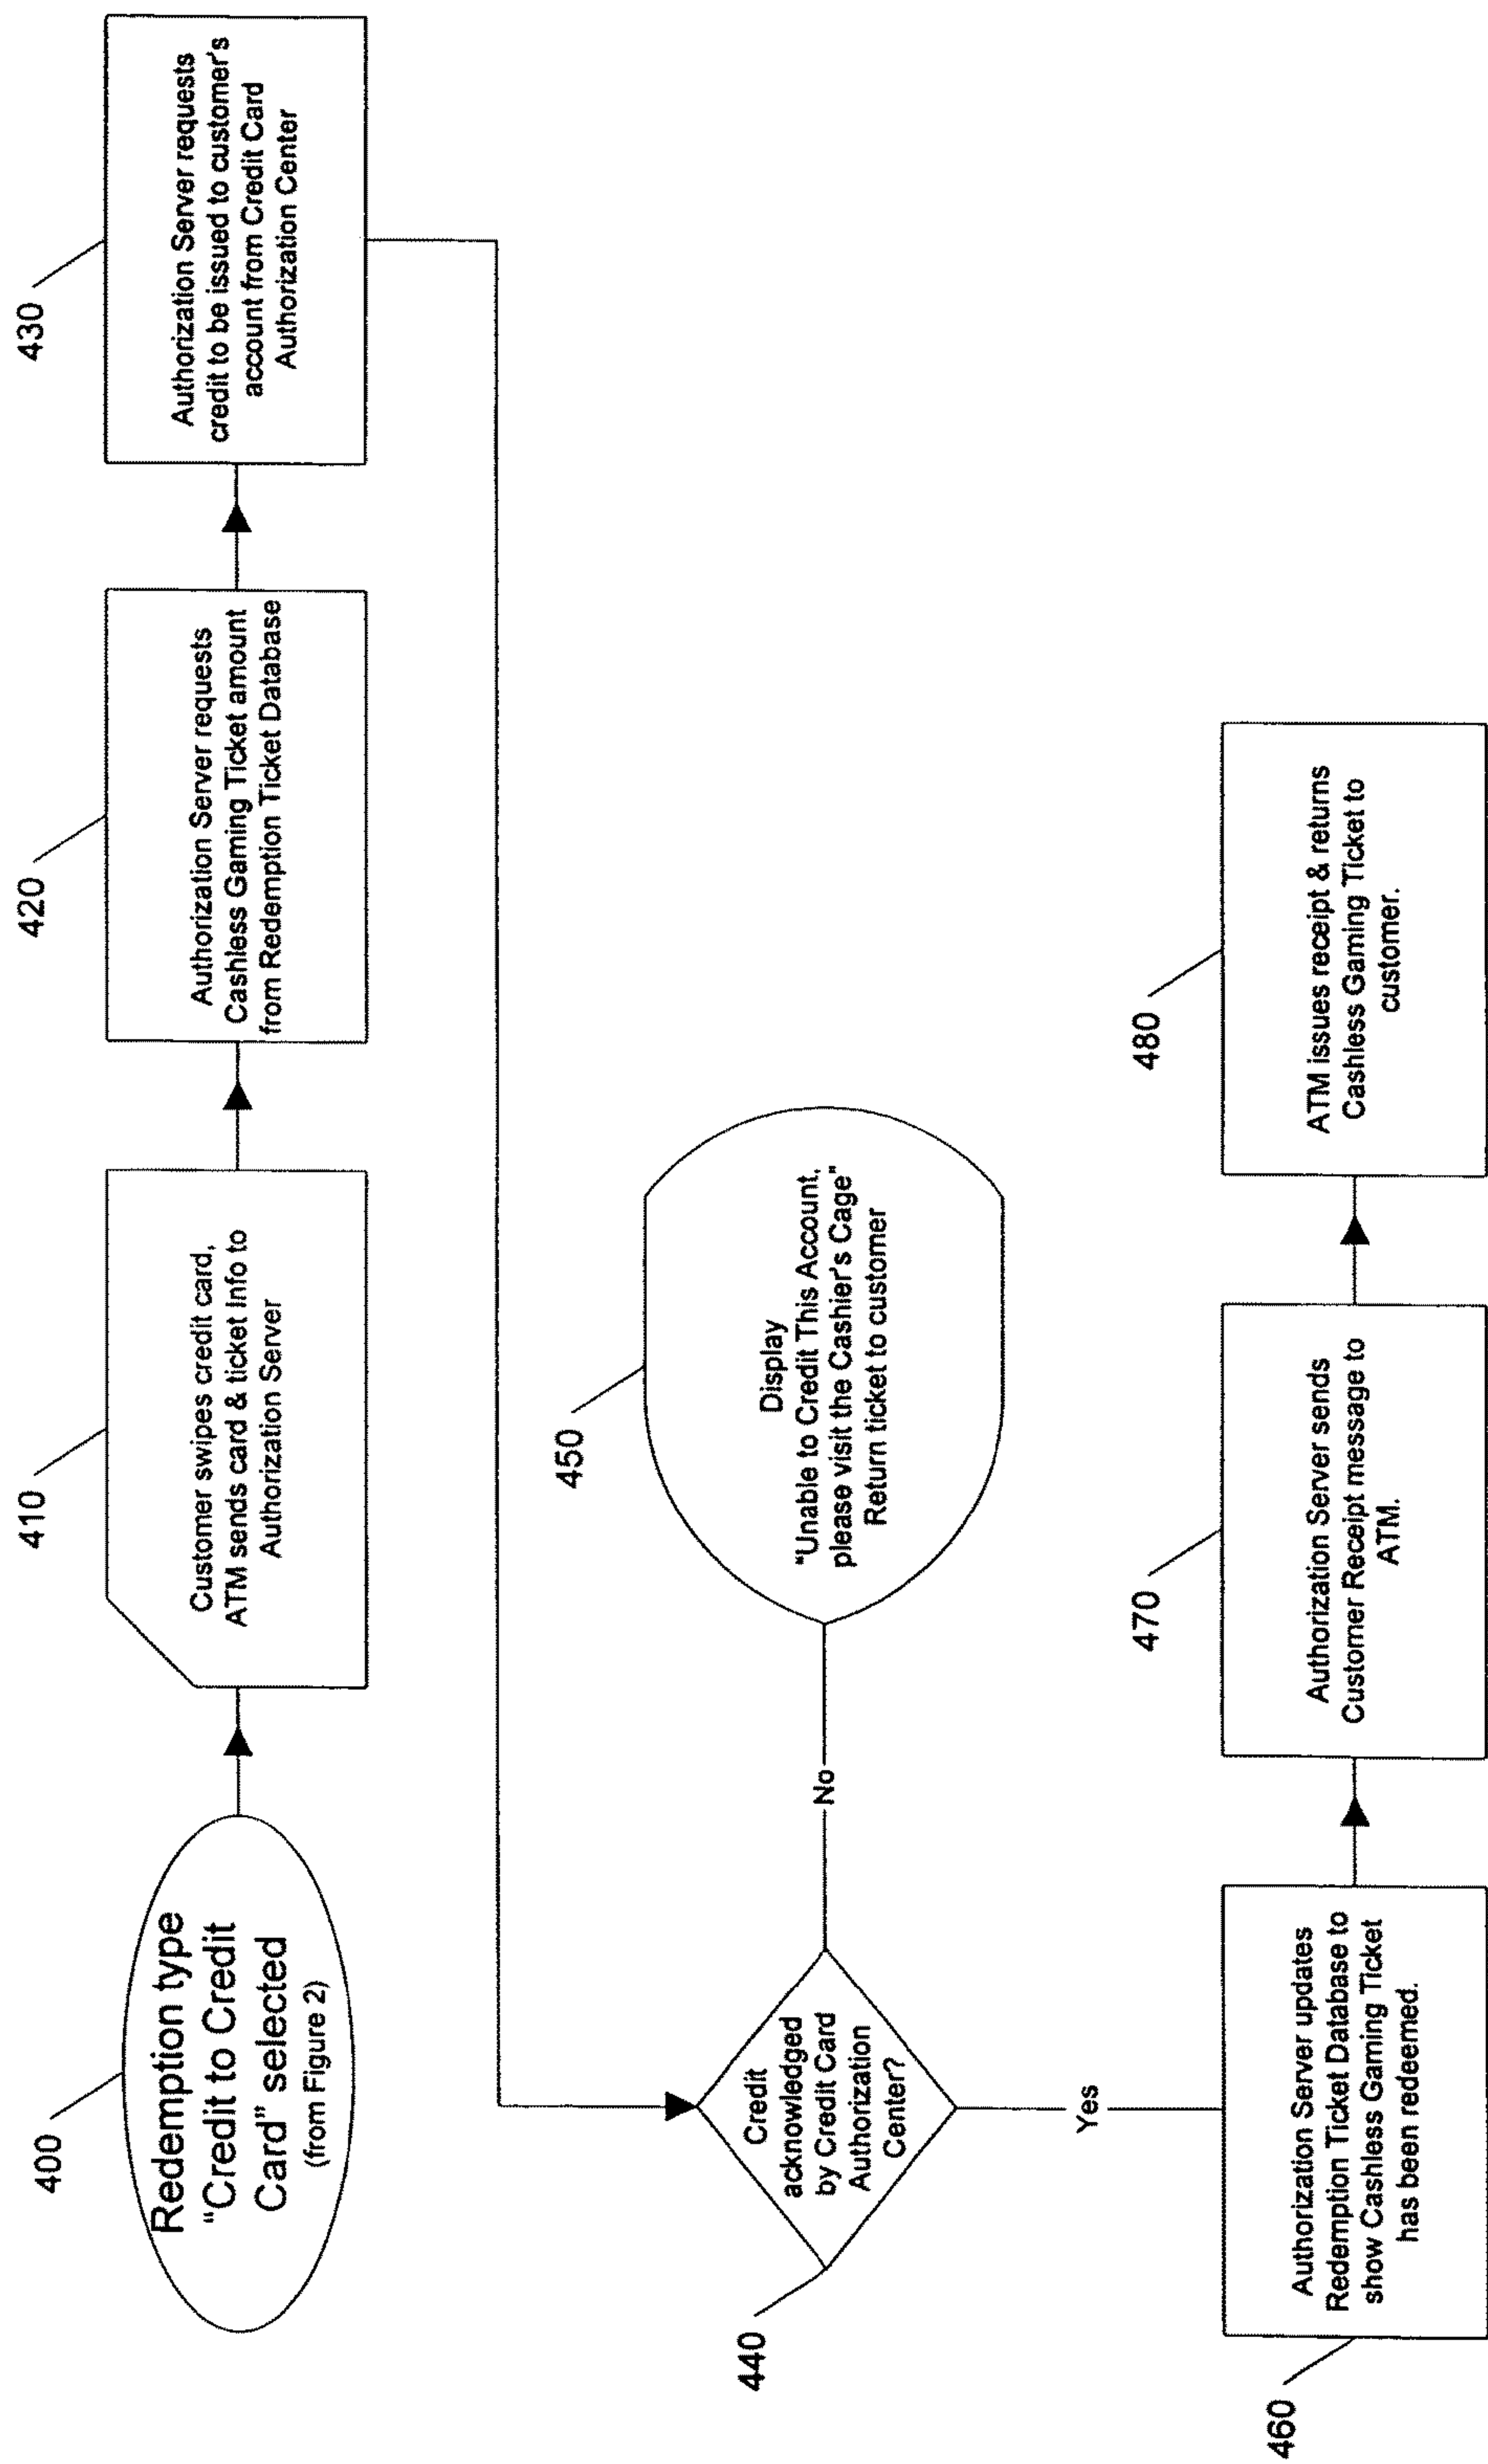 400
Redemption type
"Credit to Credit
Card" selected
(from Figure 2)
410
Customer swipes credit card,
ATM sends card & ticket Info to
Authorization Server
420
Authorization Server requests
Cashless Gaming Ticket amount
from Redemption Ticket Database
430
Authorization Server requests
credit to be issued to customer's
account from Credit Card
Authorization Center
440
Credit
acknowledged
by Credit Card
Authorization
Center?
No
450
Display
"Unable to Credit This Account,
please visit the Cashier's Cage"
Return ticket to customer
Yes
460
Authorization Server updates
Redemption Ticket Database to
show Cashless Gaming Ticket
has been redeemed.
470
Authorization Server sends
Customer Receipt message to
ATM.
480
ATM issues receipt & returns
Cashless Gaming Ticket to
customer.